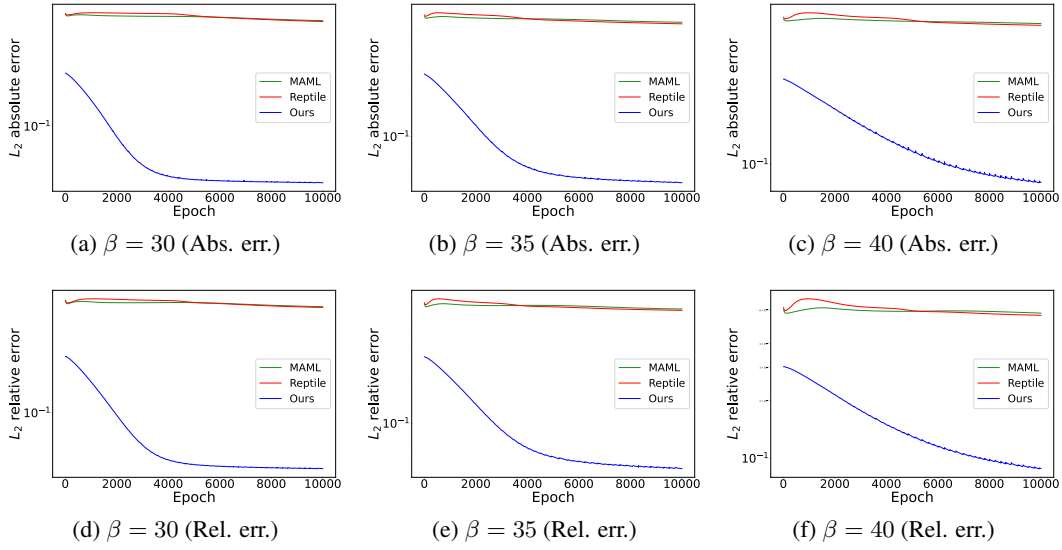 L₂ absolute error
10⁻¹
MAML
Reptile
Ours
0 2000 4000 6000 8000 10000
Epoch
(a) β = 30 (Abs. err.)
L₂ absolute error
10⁻¹
MAML
Reptile
Ours
0 2000 4000 6000 8000 10000
Epoch
(b) β = 35 (Abs. err.)
L₂ absolute error
10⁻¹
MAML
Reptile
Ours
0 2000 4000 6000 8000 10000
Epoch
(c) β = 40 (Abs. err.)
L₂ relative error
10⁻¹
MAML
Reptile
Ours
0 2000 4000 6000 8000 10000
Epoch
(d) β = 30 (Rel. err.)
L₂ relative error
10⁻¹
MAML
Reptile
Ours
0 2000 4000 6000 8000 10000
Epoch
(e) β = 35 (Rel. err.)
L₂ relative error
10⁻¹
MAML
Reptile
Ours
0 2000 4000 6000 8000 10000
Epoch
(f) β = 40 (Rel. err.)